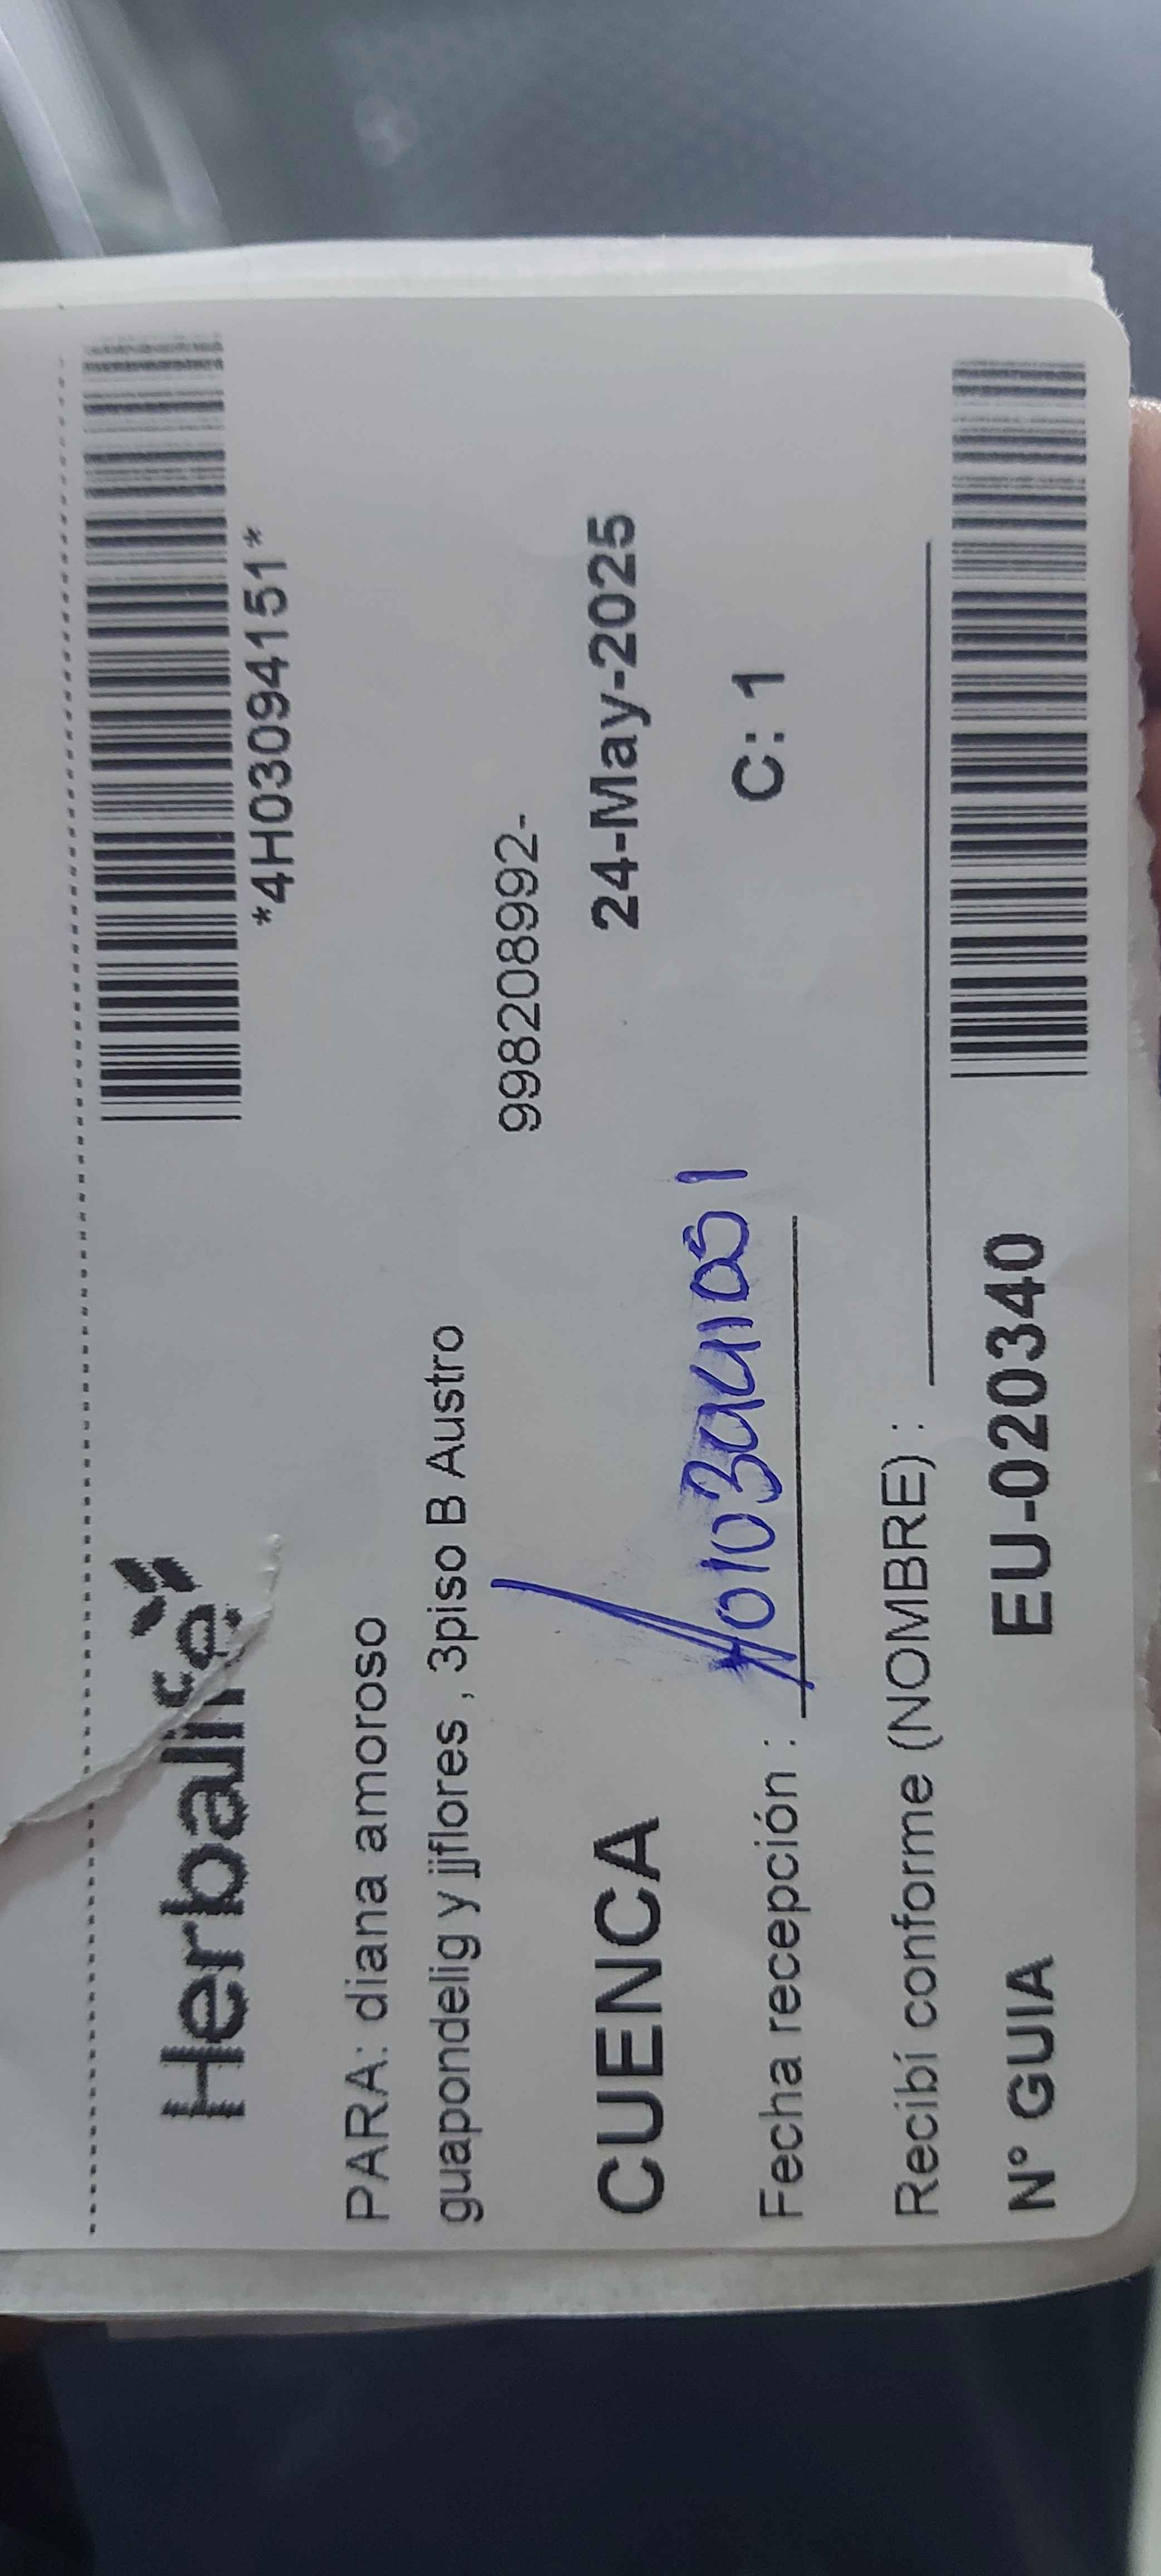 Herbalife
*4H03094151*
PARA: diana amoroso
guapondelig y jjflores , 3piso B Austro
998208992-
CUENCA 24-May-2025
Fecha recepción : C: 1
Recibí conforme (NOMBRE) :
N° GUIA EU-020340